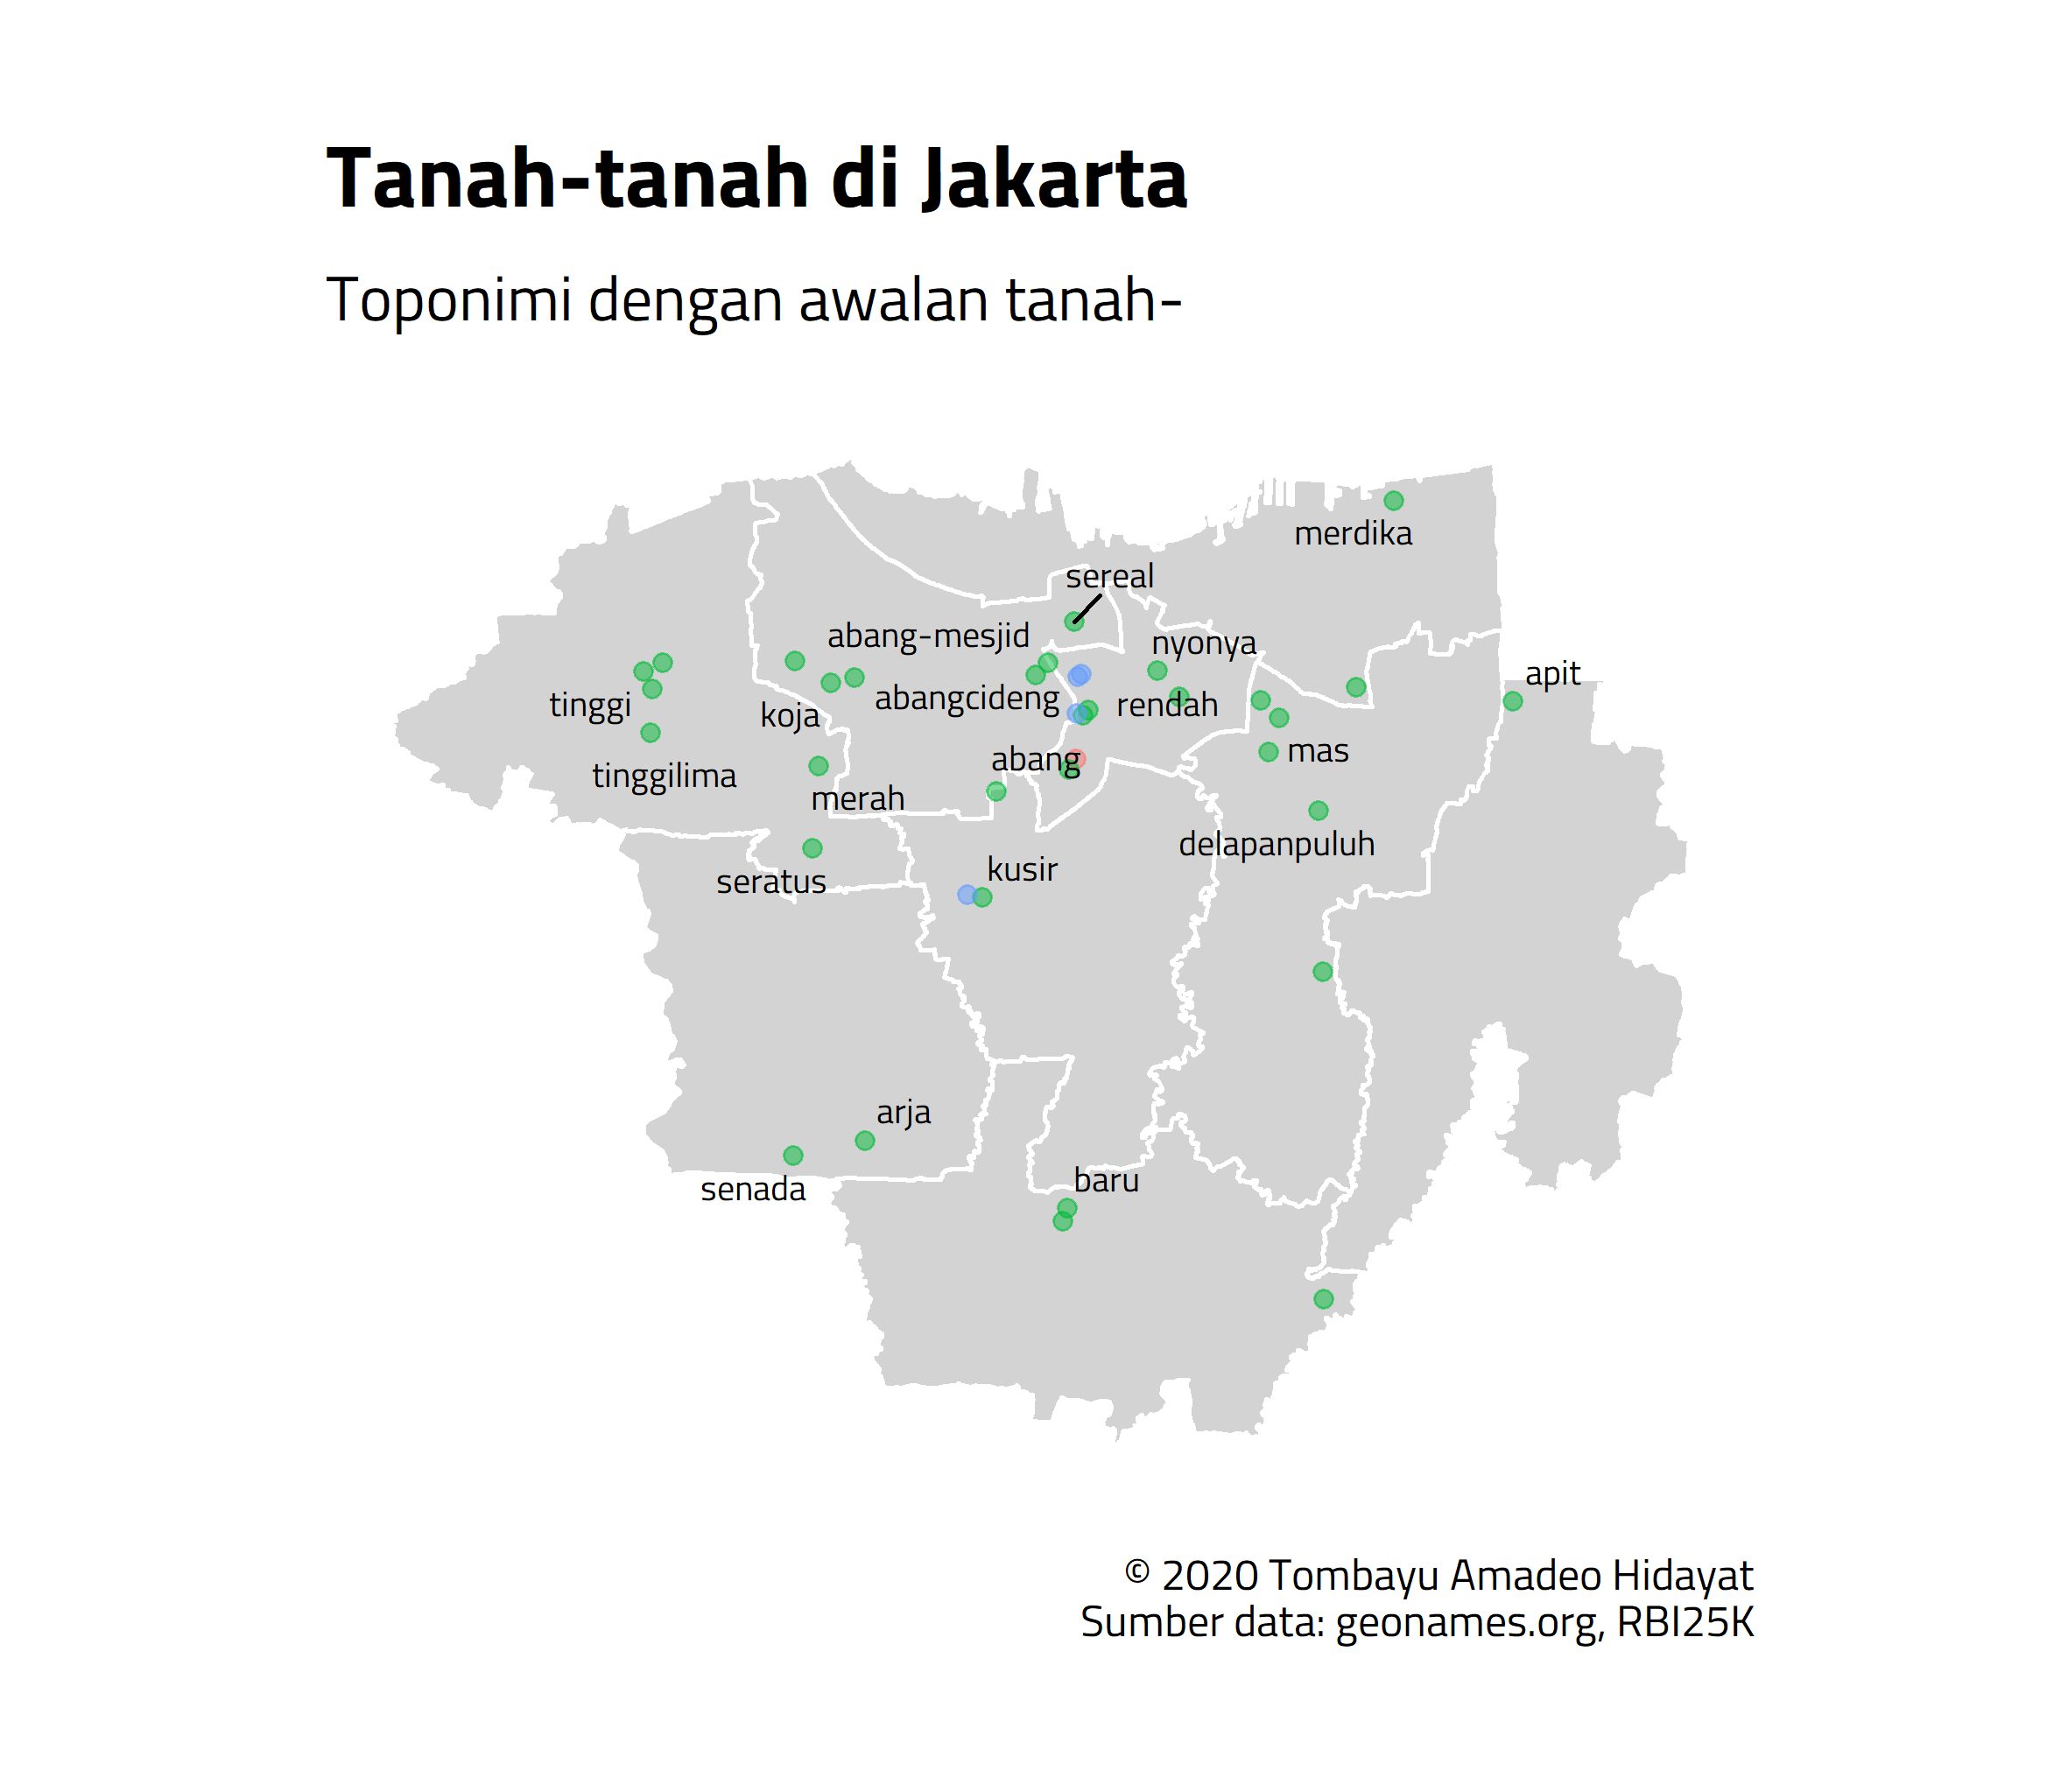 Tanah-tanah di Jakarta
Toponimi dengan awalan tanah-
merdika
sereal
abang-mesjid
nyonya
apit
tinggi
abangcideng
rendah
koja
mas
abang
tinggilima
merah
delapanpuluh
kusir
seratus
arja
senada
baru
© 2020 Tombayu Amadeo Hidayat
Sumber data: geonames.org, RBI25K